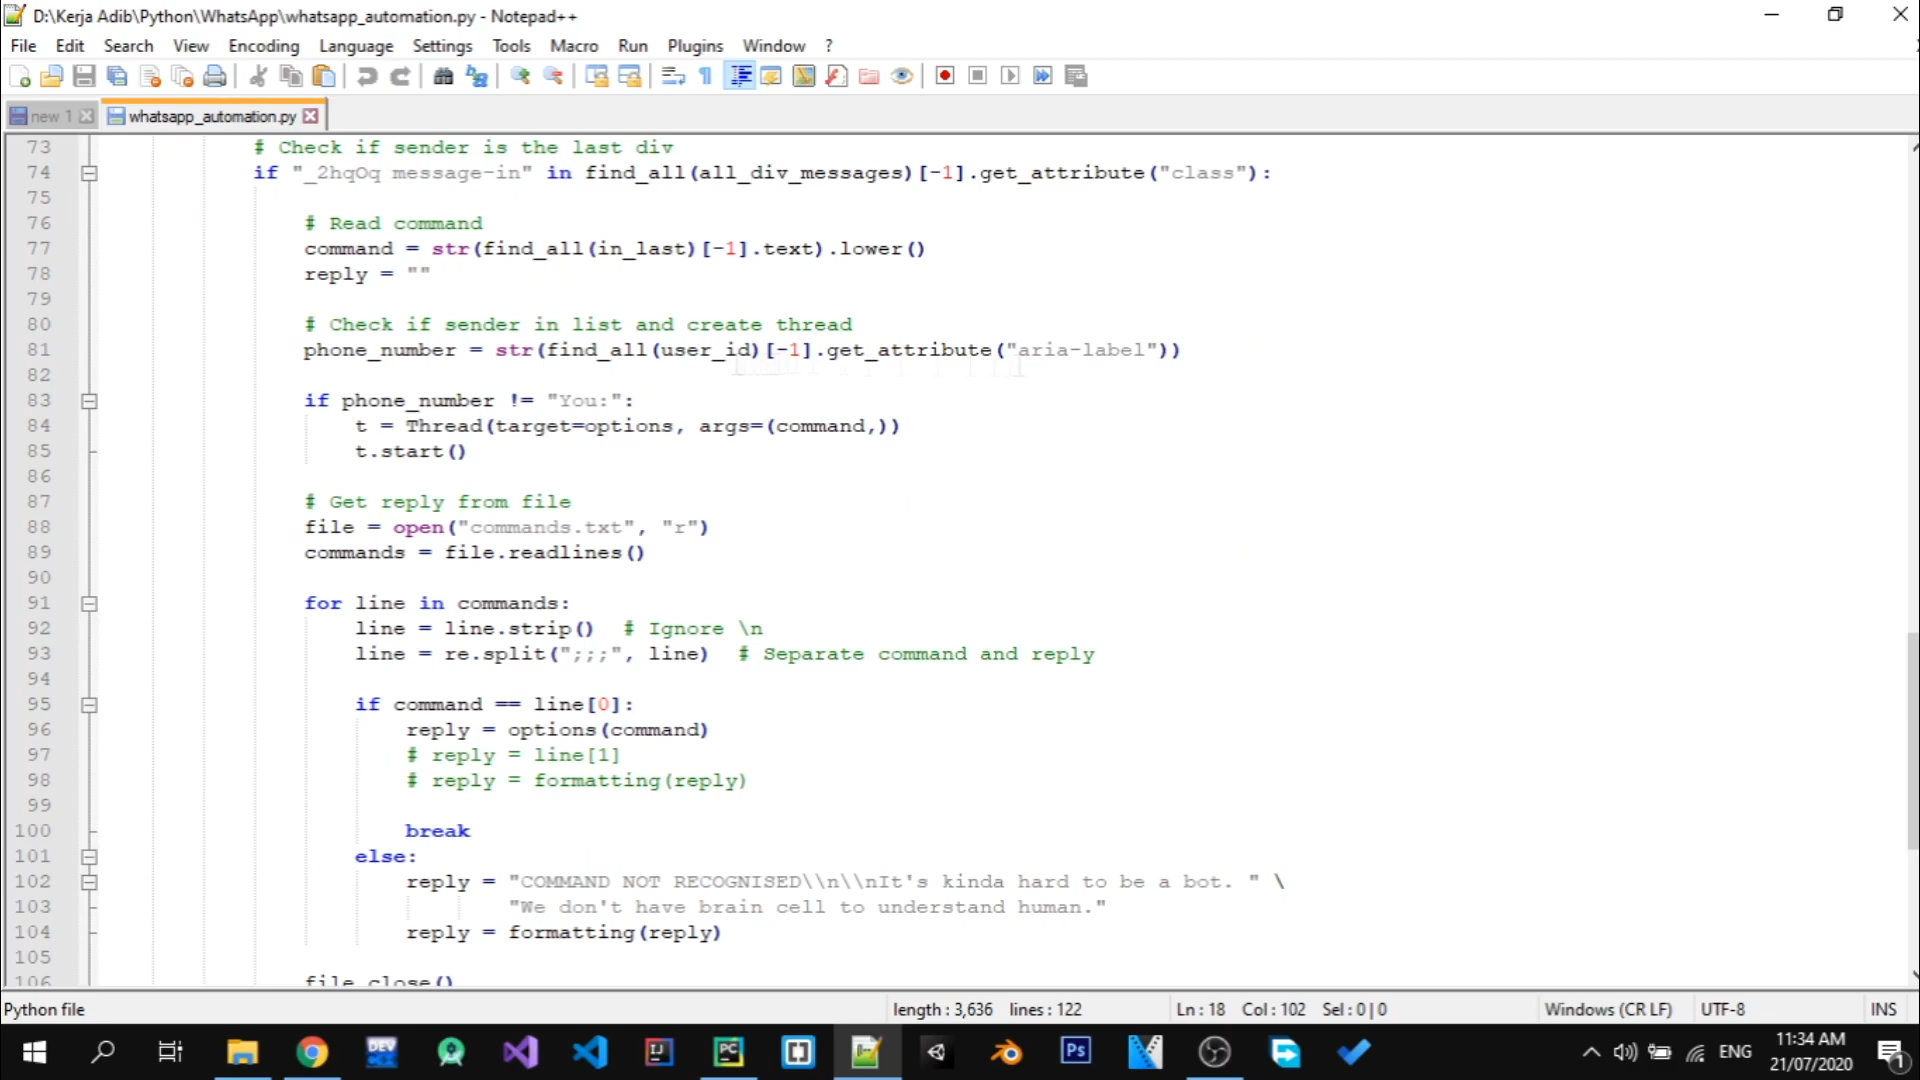 D:\Kerja Adib\Python\WhatsApp\whatsapp_automation.py - Notepad++
File Edit Search View Encoding Language Settings Tools Macro Run Plugins Window ?
new 1 whatsapp_automation.py
73 # Check if sender is the last div
74 if "_2hqOq message-in" in find_all(all_div_messages)[-1].get_attribute("class"):
75
76 # Read command
77 command = str(find_all(in_last)[-1].text).lower()
78 reply = ""
79
80 # Check if sender in list and create thread
81 phone_number = str(find_all(user_id)[-1].get_attribute("aria-label"))
82
83 if phone_number != "You:":
84 t = Thread(target=options, args=(command,))
85 t.start()
86
87 # Get reply from file
88 file = open("commands.txt", "r")
89 commands = file.readlines()
90
91 for line in commands:
92 line = line.strip() # Ignore \n
93 line = re.split(";;;", line) # Separate command and reply
94
95 if command == line[0]:
96 reply = options(command)
97 # reply = line[1]
98 # reply = formatting(reply)
99
100 break
101 else:
102 reply = "COMMAND NOT RECOGNISED\\n\\nIt's kinda hard to be a bot. " \
103 "We don't have brain cell to understand human."
104 reply = formatting(reply)
105
106 file.close()
Python file length : 3,636 lines : 122 Ln : 18 Col : 102 Sel : 0 | 0 Windows (CR LF) UTF-8 INS
DEV IJ PC Ps ENG 11:34 AM
21/07/2020 1